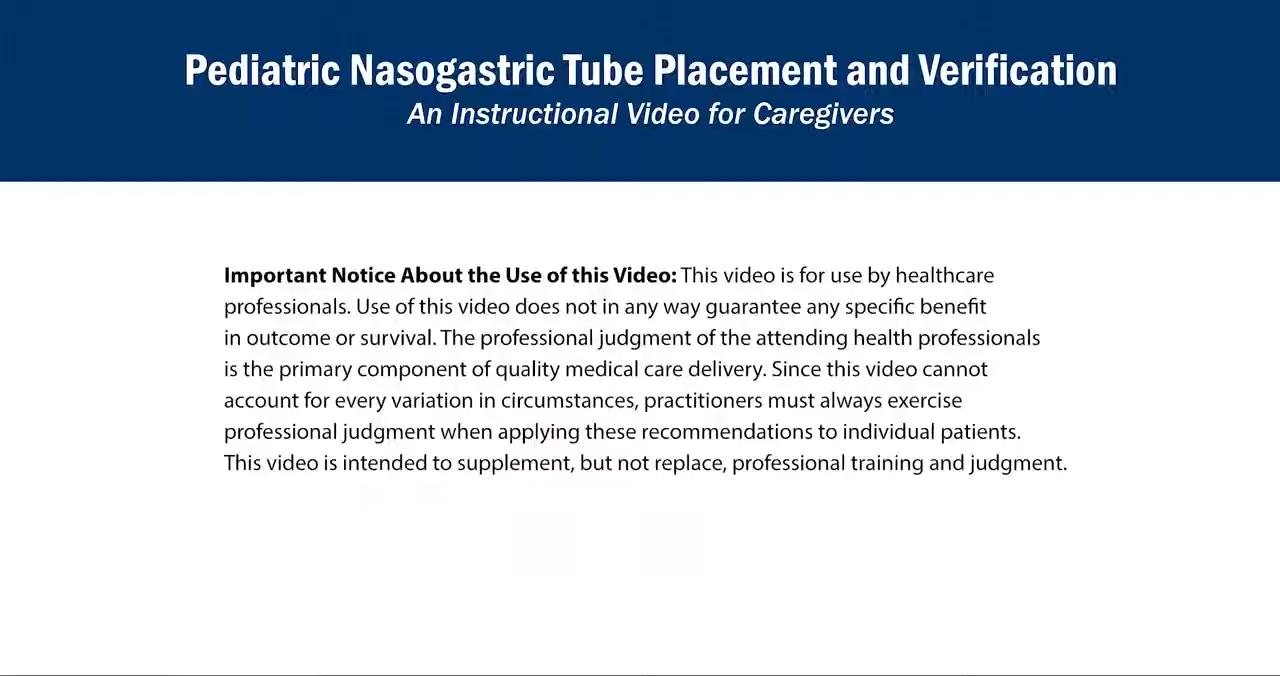 Pediatric Nasogastric Tube Placement and Verification
An Instructional Video for Caregivers
Important Notice About the Use of this Video: This video is for use by healthcare
professionals. Use of this video does not in any way guarantee any specific benefit
in outcome or survival. The professional judgment of the attending health professionals
is the primary component of quality medical care delivery. Since this video cannot
account for every variation in circumstances, practitioners must always exercise
professional judgment when applying these recommendations to individual patients.
This video is intended to supplement, but not replace, professional training and judgment.